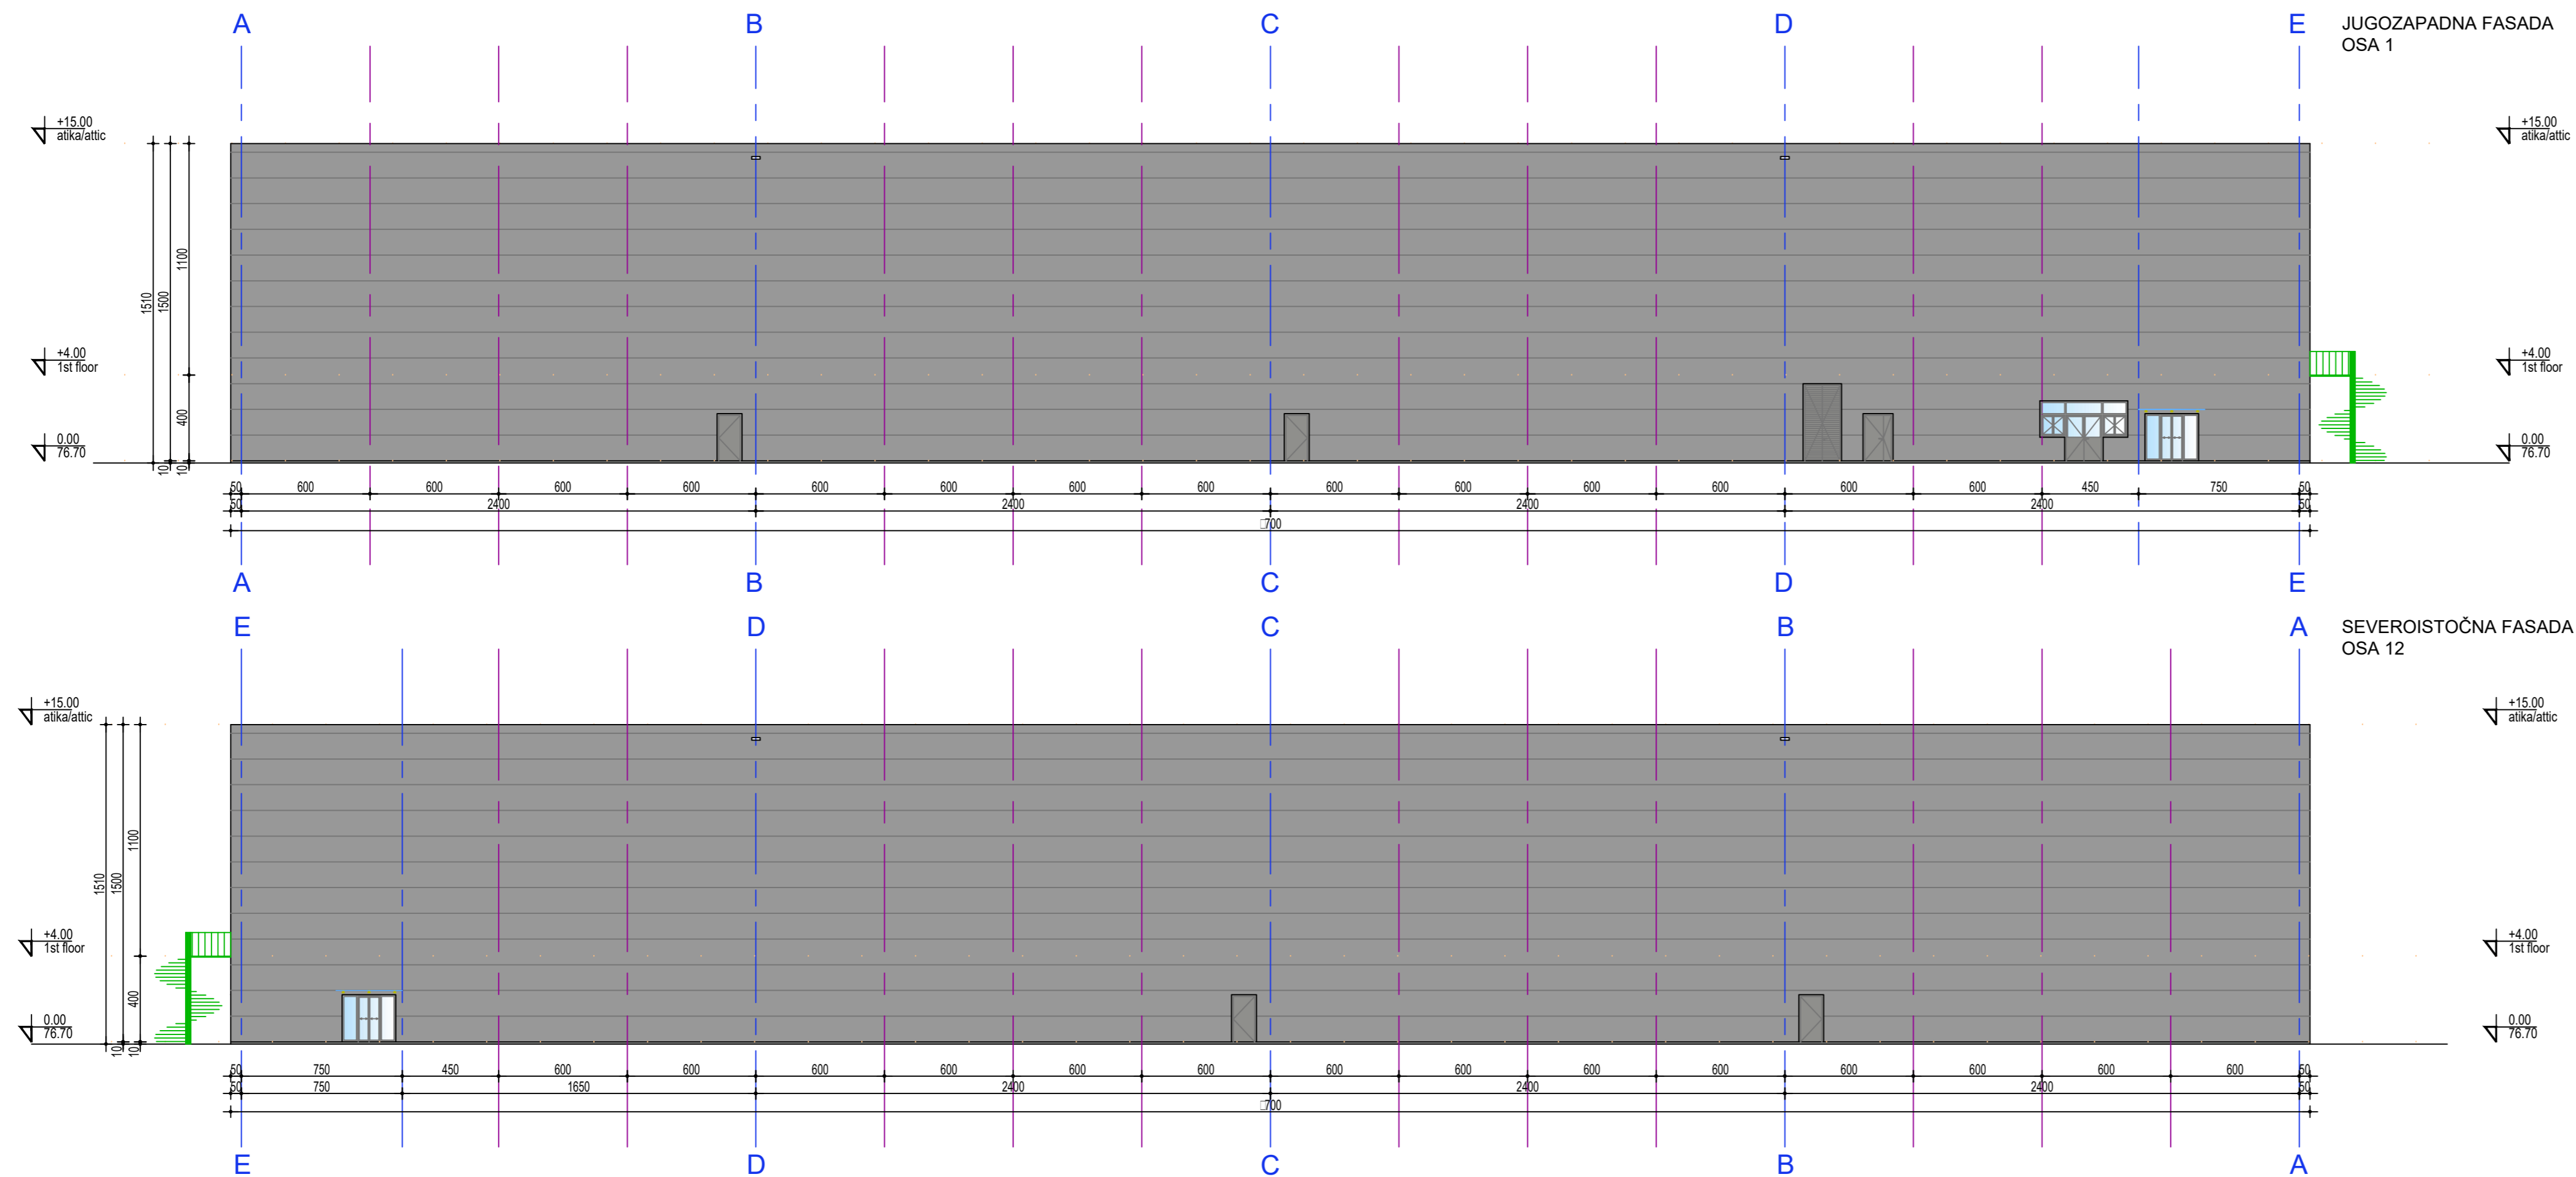 A B C D E
JUGOZAPADNA FASADA
OSA 1
+15.00
atika/attic
+15.00
atika/attic
1510
1500
1100
+4.00
1st floor
+4.00
1st floor
400
0.00
76.70
0.00
76.70
10
10
50 600 600 600 600 600 600 600 600 600 600 600 600 600 600 450 750 50
50 2400 2400 2400 2400 50
□700
A B C D E
E D C B A
SEVEROISTOČNA FASADA
OSA 12
+15.00
atika/attic
+15.00
atika/attic
1510
1500
1100
+4.00
1st floor
+4.00
1st floor
400
0.00
76.70
0.00
76.70
10
10
50 750 450 600 600 600 600 600 600 600 600 600 600 600 600 600 600 50
50 750 1650 2400 2400 2400 50
□700
E D C B A